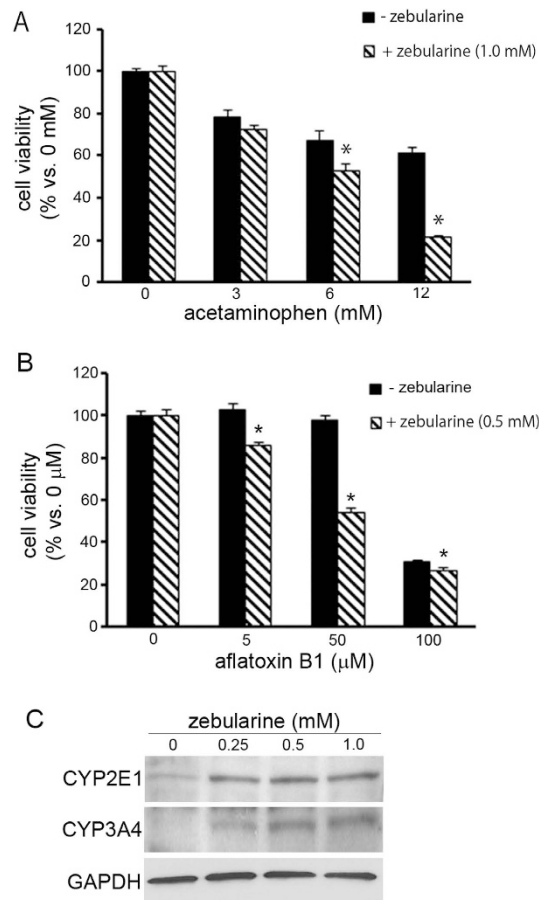 A
- zebularine
+ zebularine (1.0 mM)
cell viability
(% vs. 0 mM)
120
100
80
60
40
20
0
*
*
0 3 6 12
acetaminophen (mM)
B
- zebularine
+ zebularine (0.5 mM)
cell viability
(% vs. 0 μM)
120
100
80
60
40
20
0
*
*
*
0 5 50 100
aflatoxin B1 (μM)
C
zebularine (mM)
0 0.25 0.5 1.0
CYP2E1
CYP3A4
GAPDH